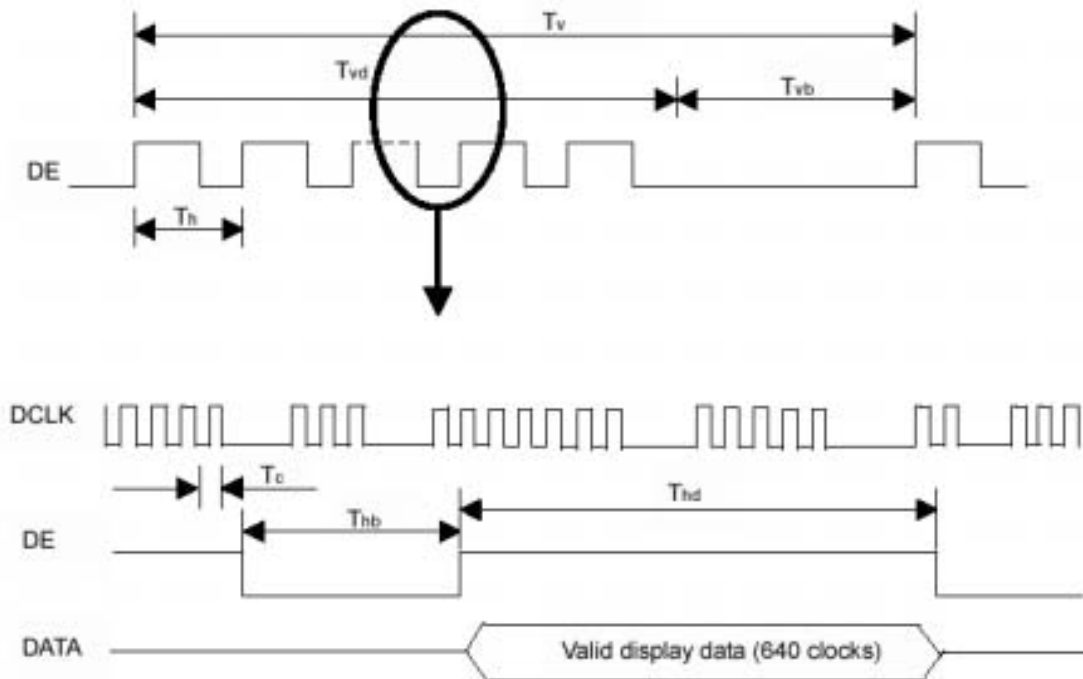 Tv
Tvd
Tvb
DE
Th
DCLK
Tc
Thd
Thb
DE
DATA
Valid display data (640 clocks)